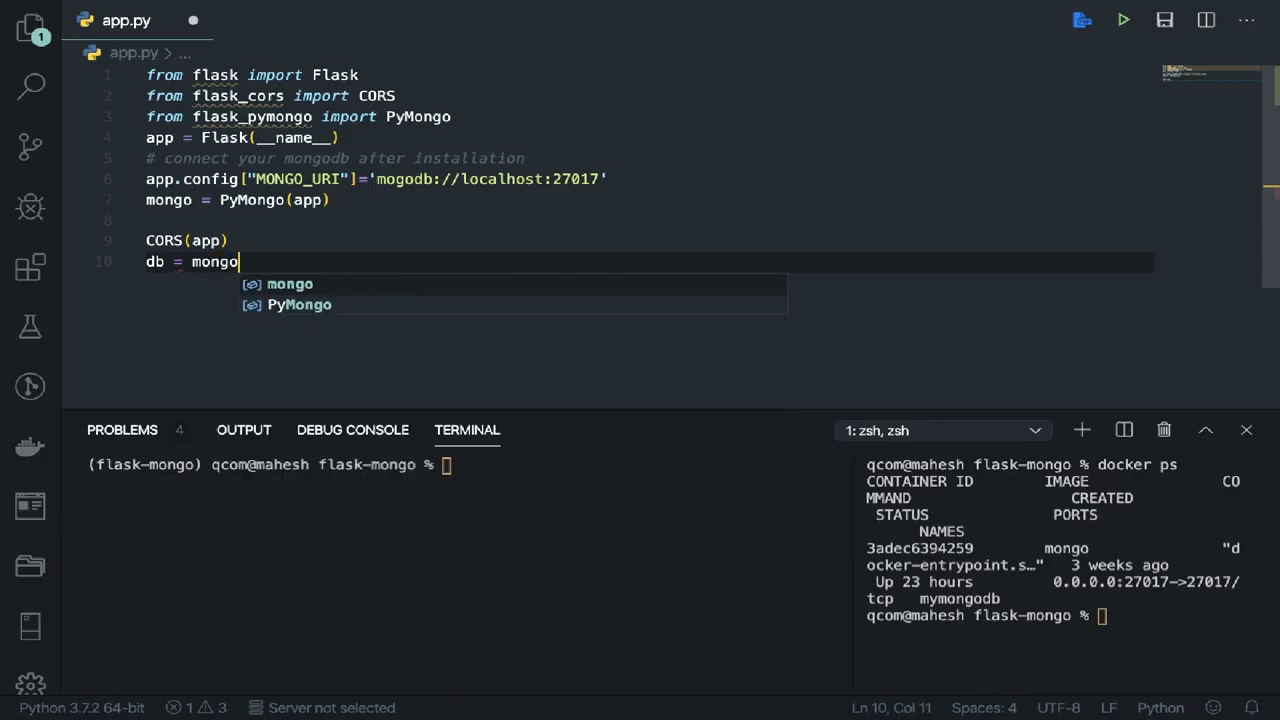 app.py
1
app.py > ...
1 from flask import Flask
2 from flask_cors import CORS
3 from flask_pymongo import PyMongo
4 app = Flask(__name__)
5 # connect your mongodb after installation
6 app.config["MONGO_URI"]='mogodb://localhost:27017'
7 mongo = PyMongo(app)
8
9 CORS(app)
10 db = mongo
mongo
PyMongo
PROBLEMS 4 OUTPUT DEBUG CONSOLE TERMINAL
1: zsh, zsh
(flask-mongo) qcom@mahesh flask-mongo %
qcom@mahesh flask-mongo % docker ps
CONTAINER ID IMAGE CO
MMAND CREATED
STATUS PORTS
NAMES
3adec6394259 mongo "d
ocker-entrypoint.s…" 3 weeks ago
Up 23 hours 0.0.0.0:27017->27017/
tcp mymongodb
qcom@mahesh flask-mongo %
Python 3.7.2 64-bit 1 3 Server not selected Ln 10, Col 11 Spaces: 4 UTF-8 LF Python